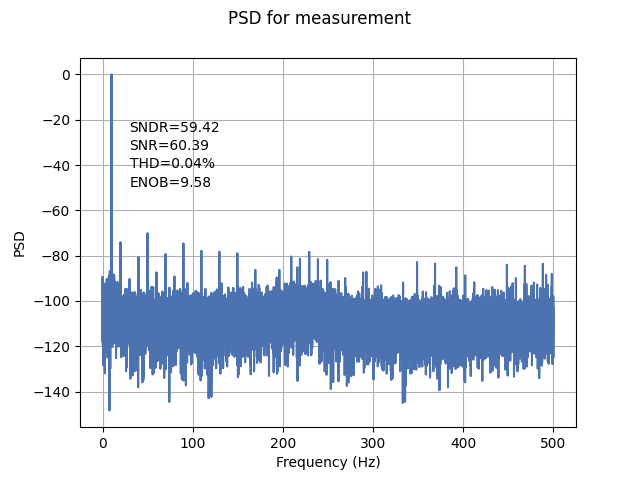 PSD for measurement
0
−20
−40
−60
−80
−100
−120
−140
PSD
SNDR=59.42
SNR=60.39
THD=0.04%
ENOB=9.58
0 100 200 300 400 500
Frequency (Hz)